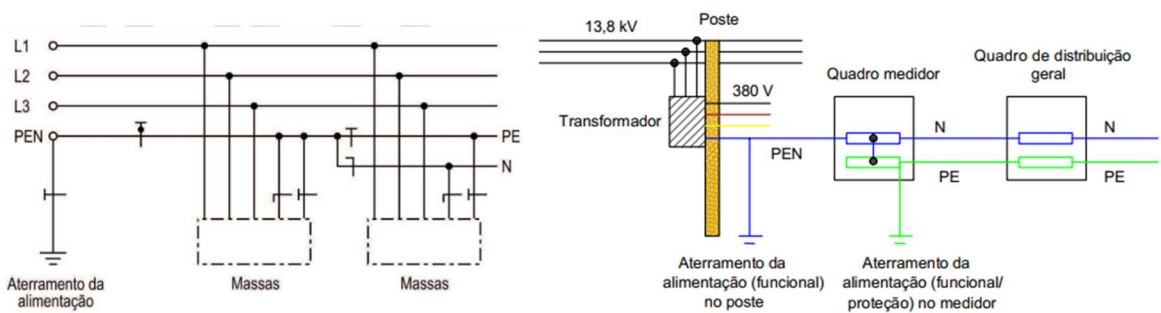 L1
L2
L3
PEN
PE
N
Aterramento da
alimentação
Massas
Massas
13,8 kV
Poste
Transformador
380 V
PEN
Quadro medidor
Quadro de distribuição
geral
N
PE
N
PE
Aterramento da
alimentação (funcional)
no poste
Aterramento da
alimentação (funcional/
proteção) no medidor